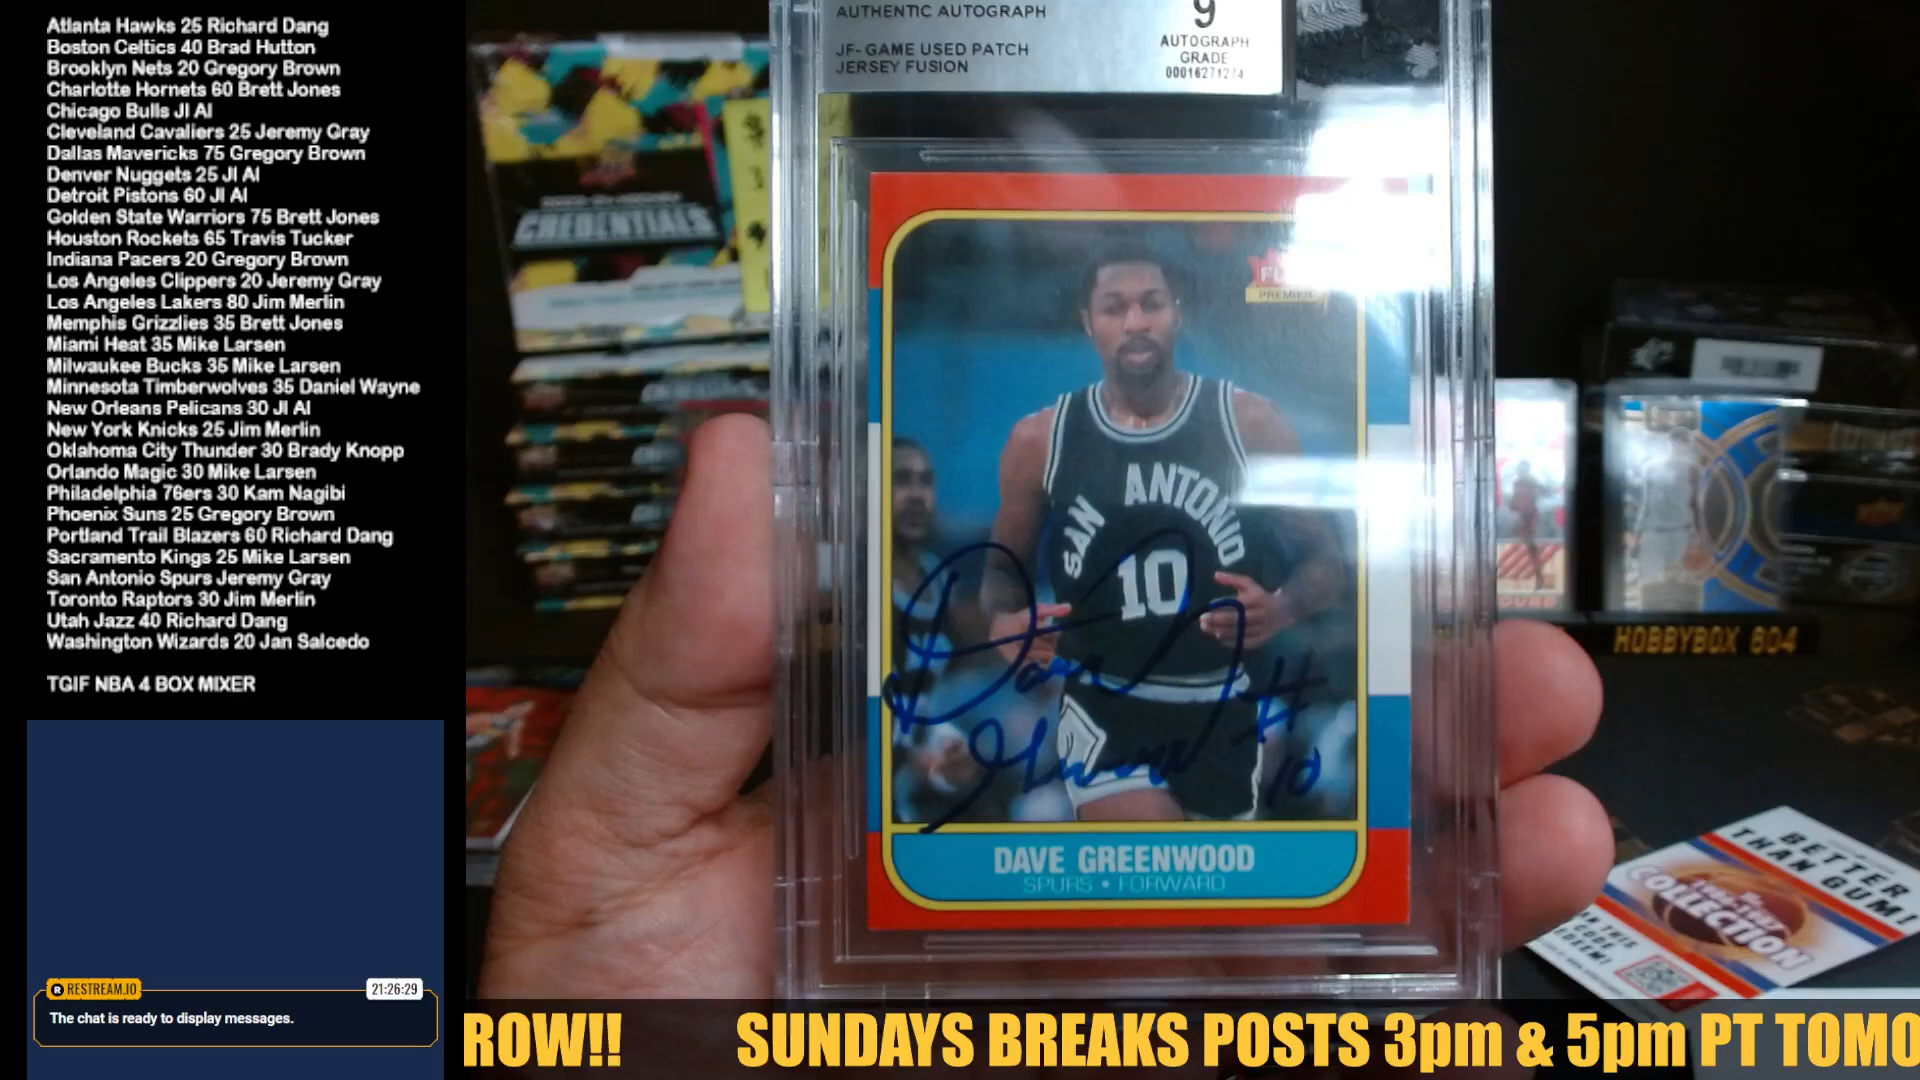 Atlanta Hawks 25 Richard Dang
Boston Celtics 40 Brad Hutton
Brooklyn Nets 20 Gregory Brown
Charlotte Hornets 60 Brett Jones
Chicago Bulls JI AI
Cleveland Cavaliers 25 Jeremy Gray
Dallas Mavericks 75 Gregory Brown
Denver Nuggets 25 JI AI
Detroit Pistons 60 JI AI
Golden State Warriors 75 Brett Jones
Houston Rockets 65 Travis Tucker
Indiana Pacers 20 Gregory Brown
Los Angeles Clippers 20 Jeremy Gray
Los Angeles Lakers 80 Jim Merlin
Memphis Grizzlies 35 Brett Jones
Miami Heat 35 Mike Larsen
Milwaukee Bucks 35 Mike Larsen
Minnesota Timberwolves 35 Daniel Wayne
New Orleans Pelicans 30 JI AI
New York Knicks 25 Jim Merlin
Oklahoma City Thunder 30 Brady Knopp
Orlando Magic 30 Mike Larsen
Philadelphia 76ers 30 Kam Nagibi
Phoenix Suns 25 Gregory Brown
Portland Trail Blazers 60 Richard Dang
Sacramento Kings 25 Mike Larsen
San Antonio Spurs Jeremy Gray
Toronto Raptors 30 Jim Merlin
Utah Jazz 40 Richard Dang
Washington Wizards 20 Jan Salcedo
TGIF NBA 4 BOX MIXER
RESTREAM.IO
21:26:29
The chat is ready to display messages.
AUTHENTIC AUTOGRAPH
JF-GAME USED PATCH
JERSEY FUSION
9
AUTOGRAPH
GRADE
00016271274
CREDENTIALS
PREMIER
SAN ANTONIO
10
#
10
DAVE GREENWOOD
SPURS • FORWARD
HOBBYBOX 604
BETTER
THAN GUM!
COLLECTION
ROW!! SUNDAYS BREAKS POSTS 3pm & 5pm PT TOMO